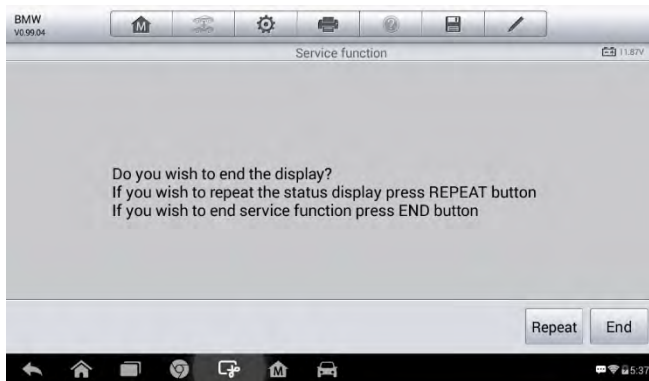 BMW
V0.99.04
M
?
Service function
11.87V
Do you wish to end the display?
If you wish to repeat the status display press REPEAT button
If you wish to end service function press END button
Repeat
End
M
5:37